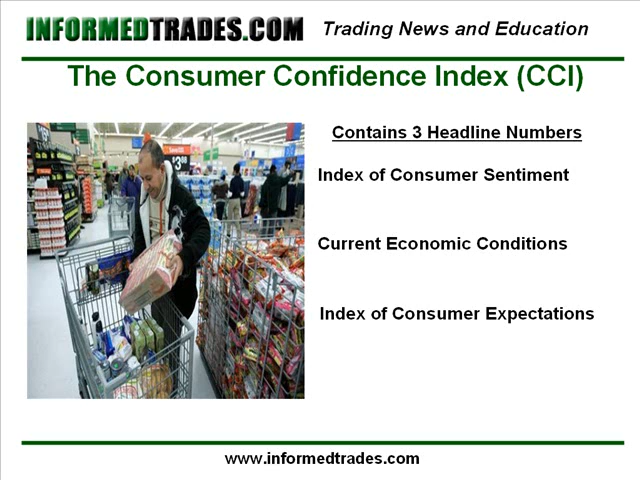 INFORMEDTRADES.COM Trading News and Education
The Consumer Confidence Index (CCI)
Contains 3 Headline Numbers
Index of Consumer Sentiment
Current Economic Conditions
Index of Consumer Expectations
www.informedtrades.com